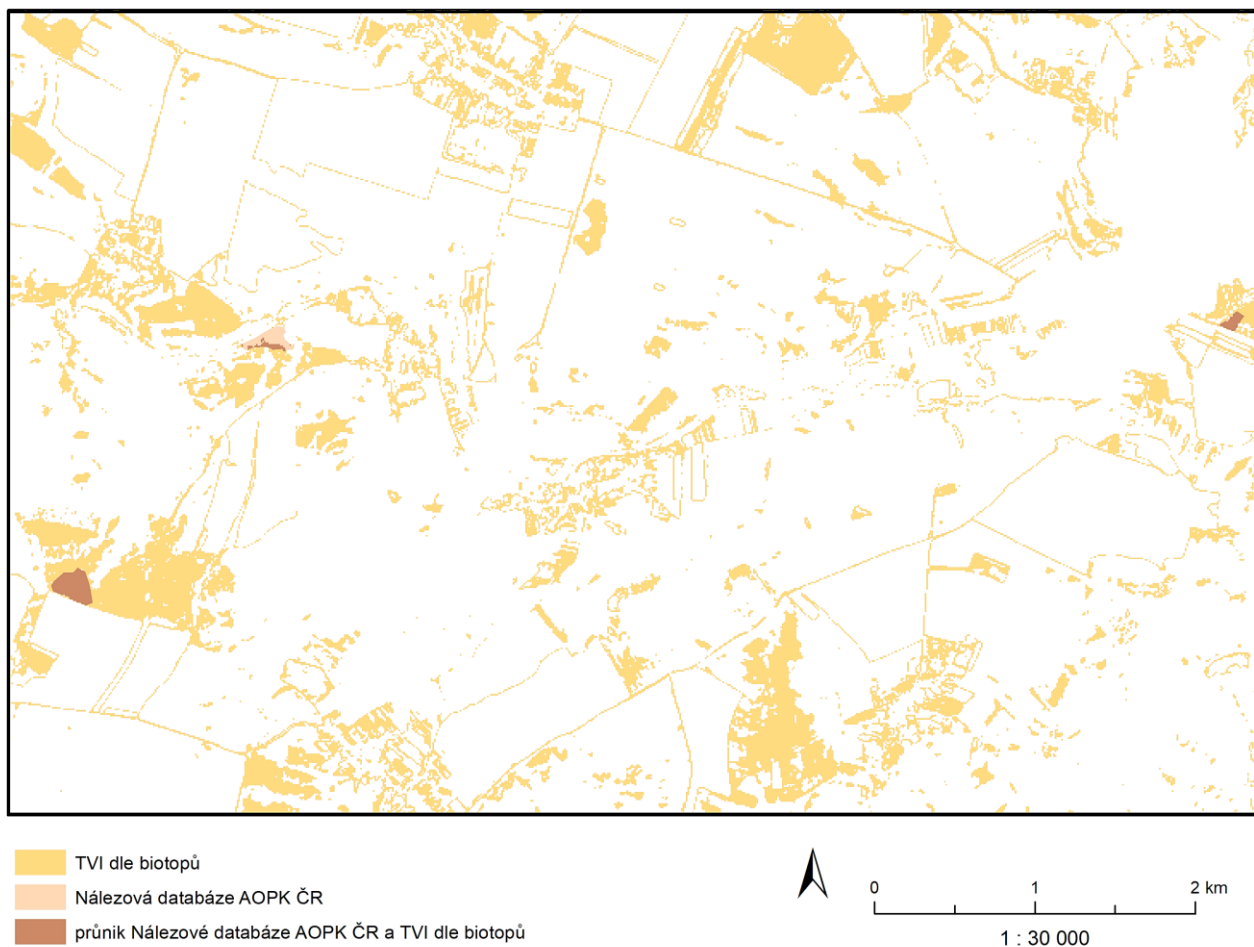 TVI dle biotopů
Nálezová databáze AOPK ČR
průnik Nálezové databáze AOPK ČR a TVI dle biotopů
0 1 2 km
1 : 30 000